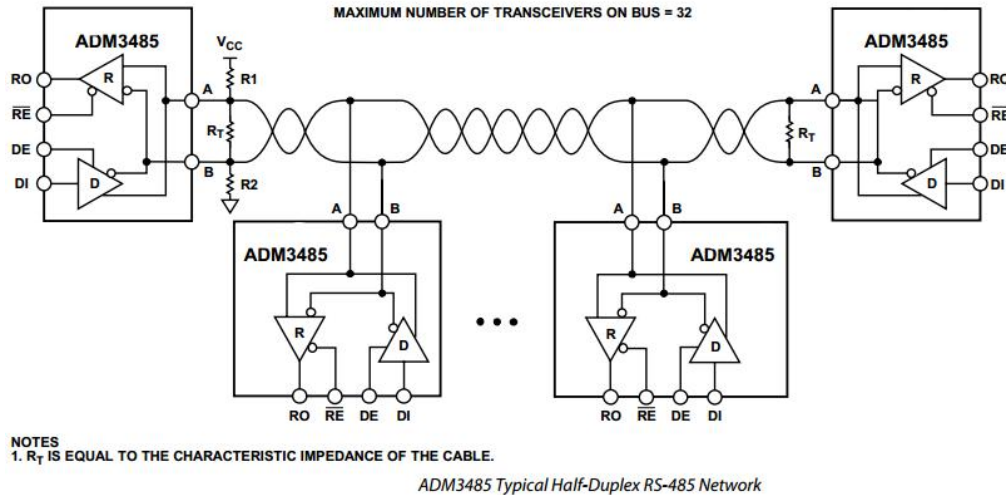 MAXIMUM NUMBER OF TRANSCEIVERS ON BUS = 32
ADM3485
VCC
ADM3485
RO
R
R1
A
A
R
RO
RE
RE
RT
RT
DE
DE
DI
D
B
R2
B
D
DI
A
B
A
B
ADM3485
ADM3485
R
D
R
D
RO
RE
DE
DI
RO
RE
DE
DI
NOTES
1. RT IS EQUAL TO THE CHARACTERISTIC IMPEDANCE OF THE CABLE.
ADM3485 Typical Half-Duplex RS-485 Network